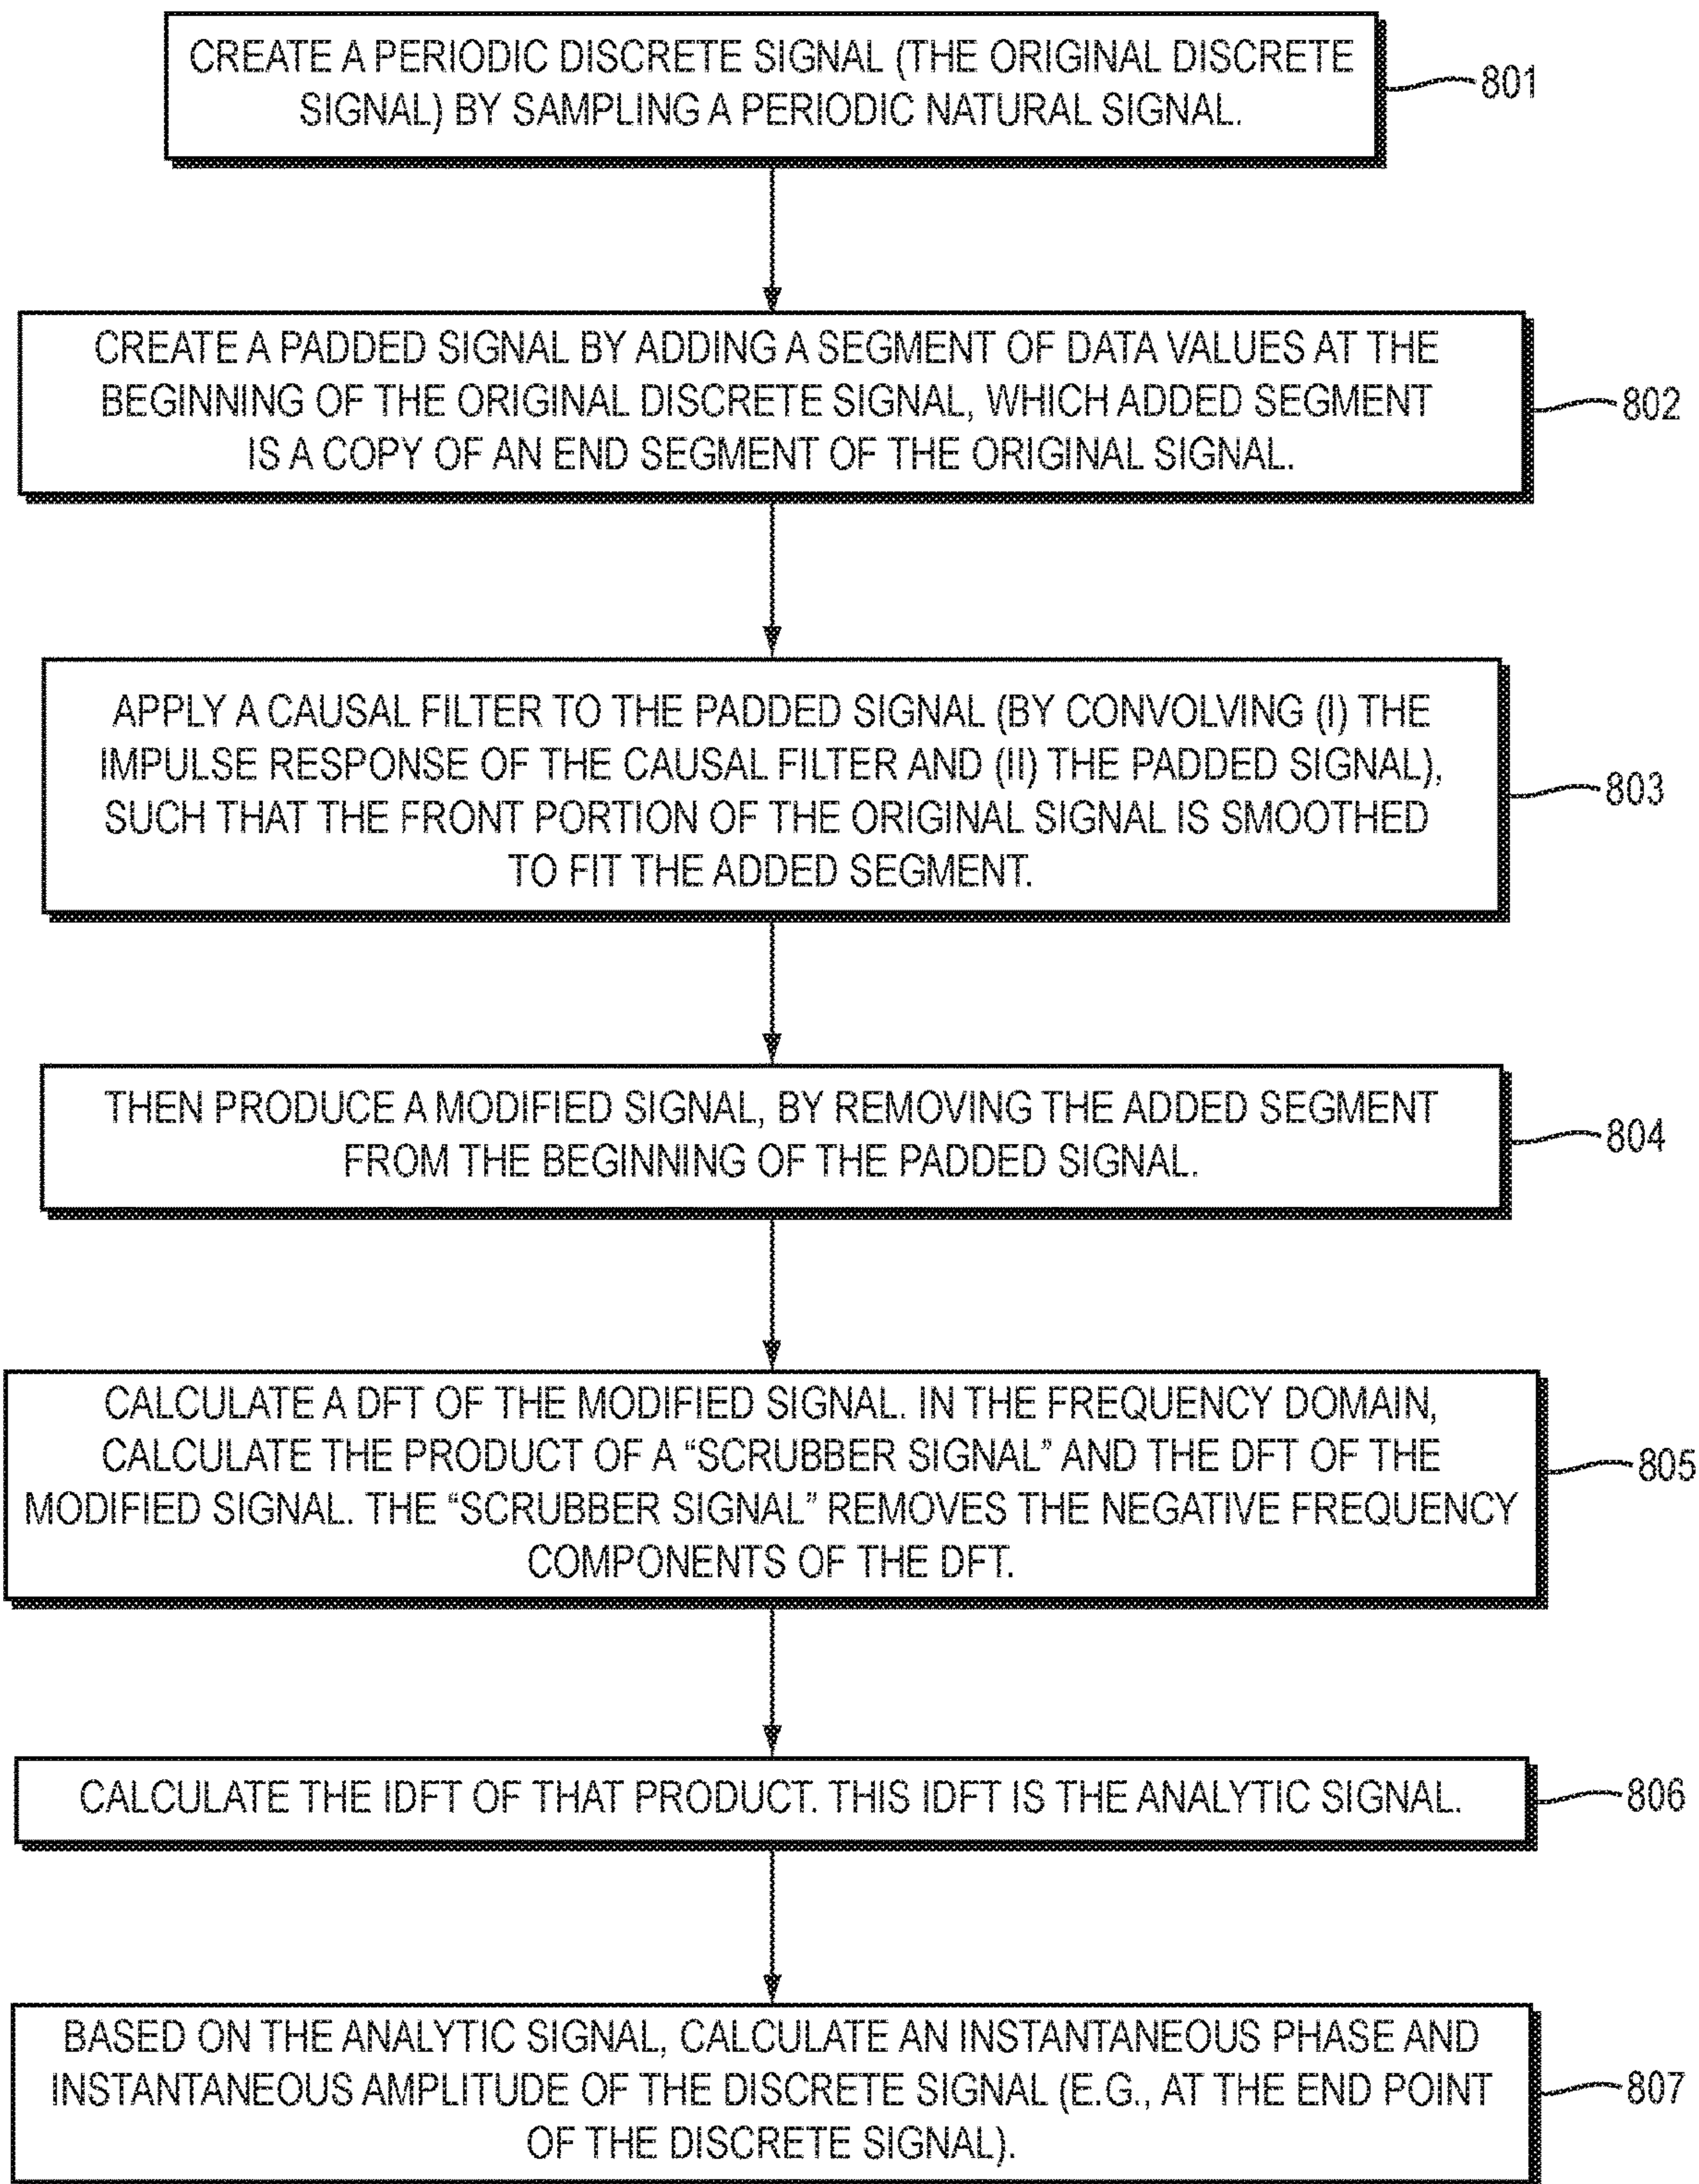 CREATE A PERIODIC DISCRETE SIGNAL (THE ORIGINAL DISCRETE
SIGNAL) BY SAMPLING A PERIODIC NATURAL SIGNAL.
801
CREATE A PADDED SIGNAL BY ADDING A SEGMENT OF DATA VALUES AT THE
BEGINNING OF THE ORIGINAL DISCRETE SIGNAL, WHICH ADDED SEGMENT
IS A COPY OF AN END SEGMENT OF THE ORIGINAL SIGNAL.
802
APPLY A CAUSAL FILTER TO THE PADDED SIGNAL (BY CONVOLVING (I) THE
IMPULSE RESPONSE OF THE CAUSAL FILTER AND (II) THE PADDED SIGNAL),
SUCH THAT THE FRONT PORTION OF THE ORIGINAL SIGNAL IS SMOOTHED
TO FIT THE ADDED SEGMENT.
803
THEN PRODUCE A MODIFIED SIGNAL, BY REMOVING THE ADDED SEGMENT
FROM THE BEGINNING OF THE PADDED SIGNAL.
804
CALCULATE A DFT OF THE MODIFIED SIGNAL. IN THE FREQUENCY DOMAIN,
CALCULATE THE PRODUCT OF A “SCRUBBER SIGNAL” AND THE DFT OF THE
MODIFIED SIGNAL. THE “SCRUBBER SIGNAL” REMOVES THE NEGATIVE FREQUENCY
COMPONENTS OF THE DFT.
805
CALCULATE THE IDFT OF THAT PRODUCT. THIS IDFT IS THE ANALYTIC SIGNAL.
806
BASED ON THE ANALYTIC SIGNAL, CALCULATE AN INSTANTANEOUS PHASE AND
INSTANTANEOUS AMPLITUDE OF THE DISCRETE SIGNAL (E.G., AT THE END POINT
OF THE DISCRETE SIGNAL).
807